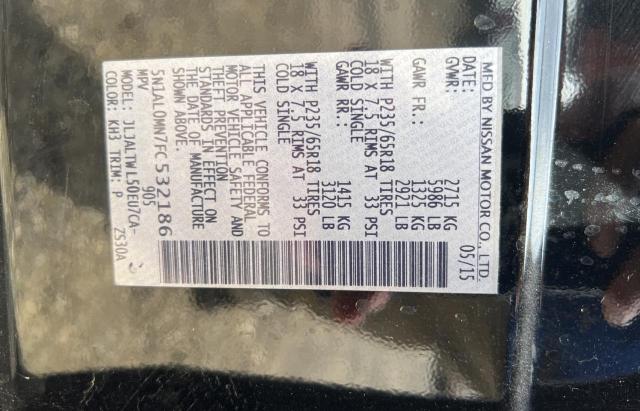 MFD BY NISSAN MOTOR CO., LTD.
DATE: 05/15
GVWR: 2715 KG
5986 LB
GAWR FR.: 1325 KG
2921 LB
WITH P235/65R18 TIRES
18 X 7.5 RIMS AT 33 PSI
COLD SINGLE
GAWR RR.: 1415 KG
3120 LB
WITH P235/65R18 TIRES
18 X 7.5 RIMS AT 33 PSI
COLD SINGLE
THIS VEHICLE CONFORMS TO
ALL APPLICABLE
MOTOR VEHICLE SAFETY AND
THEFT PREVENTION
STANDARDS IN EFFECT ON
THE DATE OF MANUFACTURE
SHOWN ABOVE.
5N1AL0MN7FC532186
MPV 905
MODEL: JLJALTWL50EU7CA-
COLOR: KH3 TRIM: P Z530A